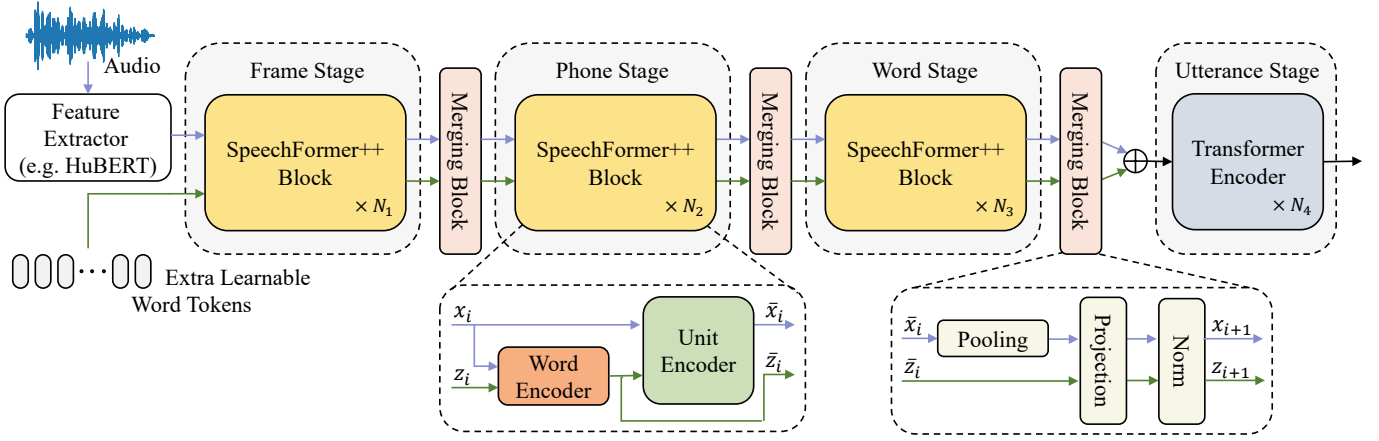 Audio
Feature
Extractor
(e.g. HuBERT)
Extra Learnable
Word Tokens
Frame Stage
SpeechFormer++
Block
× N₁
Merging Block
Phone Stage
SpeechFormer++
Block
× N₂
Merging Block
Word Stage
SpeechFormer++
Block
× N₃
Merging Block
Utterance Stage
Transformer
Encoder
× N₄
xᵢ
zᵢ
Word
Encoder
Unit
Encoder
x̄ᵢ
z̄ᵢ
x̄ᵢ
z̄ᵢ
Pooling
Projection
Norm
xᵢ₊₁
zᵢ₊₁